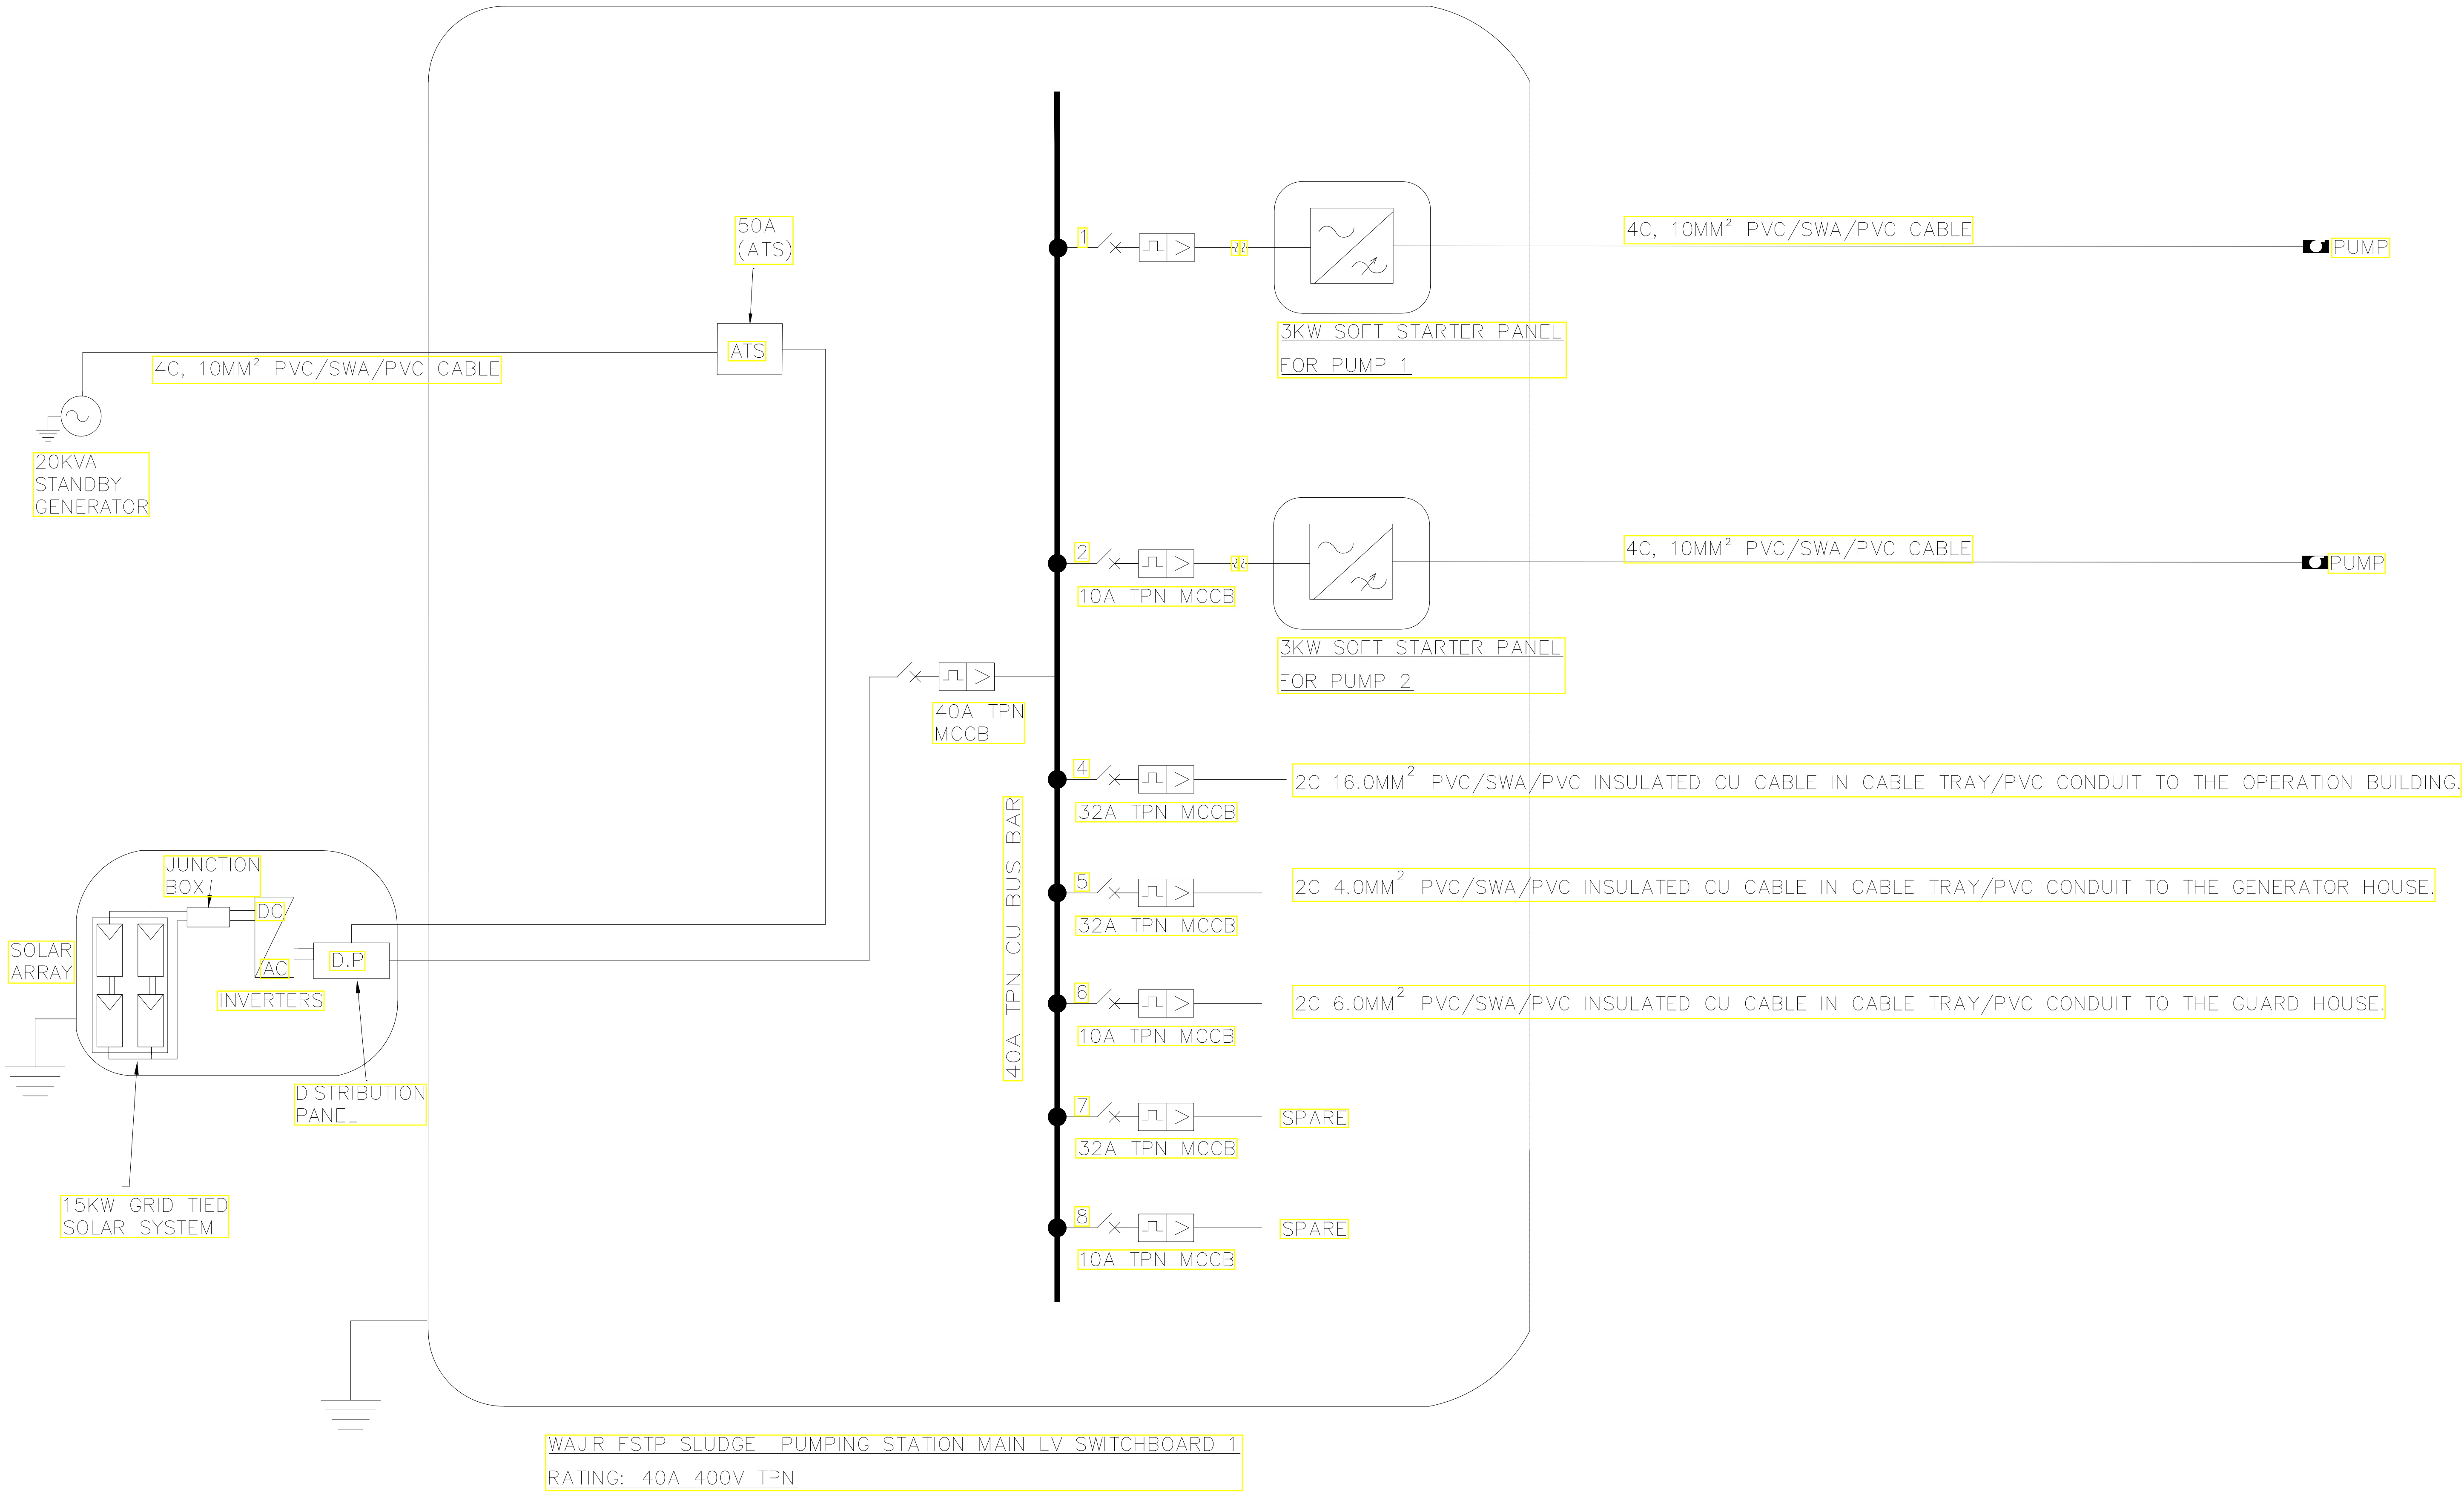 50A
(ATS)
1
4C, 10MM² PVC/SWA/PVC CABLE
PUMP
3KW SOFT STARTER PANEL
FOR PUMP 1
ATS
4C, 10MM² PVC/SWA/PVC CABLE
20KVA
STANDBY
GENERATOR
2
10A TPN MCCB
4C, 10MM² PVC/SWA/PVC CABLE
PUMP
3KW SOFT STARTER PANEL
FOR PUMP 2
40A TPN
MCCB
40A TPN CU BUS BAR
4
32A TPN MCCB
2C 16.0MM² PVC/SWA/PVC INSULATED CU CABLE IN CABLE TRAY/PVC CONDUIT TO THE OPERATION BUILDING.
5
32A TPN MCCB
2C 4.0MM² PVC/SWA/PVC INSULATED CU CABLE IN CABLE TRAY/PVC CONDUIT TO THE GENERATOR HOUSE.
6
10A TPN MCCB
2C 6.0MM² PVC/SWA/PVC INSULATED CU CABLE IN CABLE TRAY/PVC CONDUIT TO THE GUARD HOUSE.
7
32A TPN MCCB
SPARE
8
10A TPN MCCB
SPARE
JUNCTION
BOX
DC
AC
D.P
SOLAR
ARRAY
INVERTERS
DISTRIBUTION
PANEL
15KW GRID TIED
SOLAR SYSTEM
WAJIR FSTP SLUDGE PUMPING STATION MAIN LV SWITCHBOARD 1
RATING: 40A 400V TPN